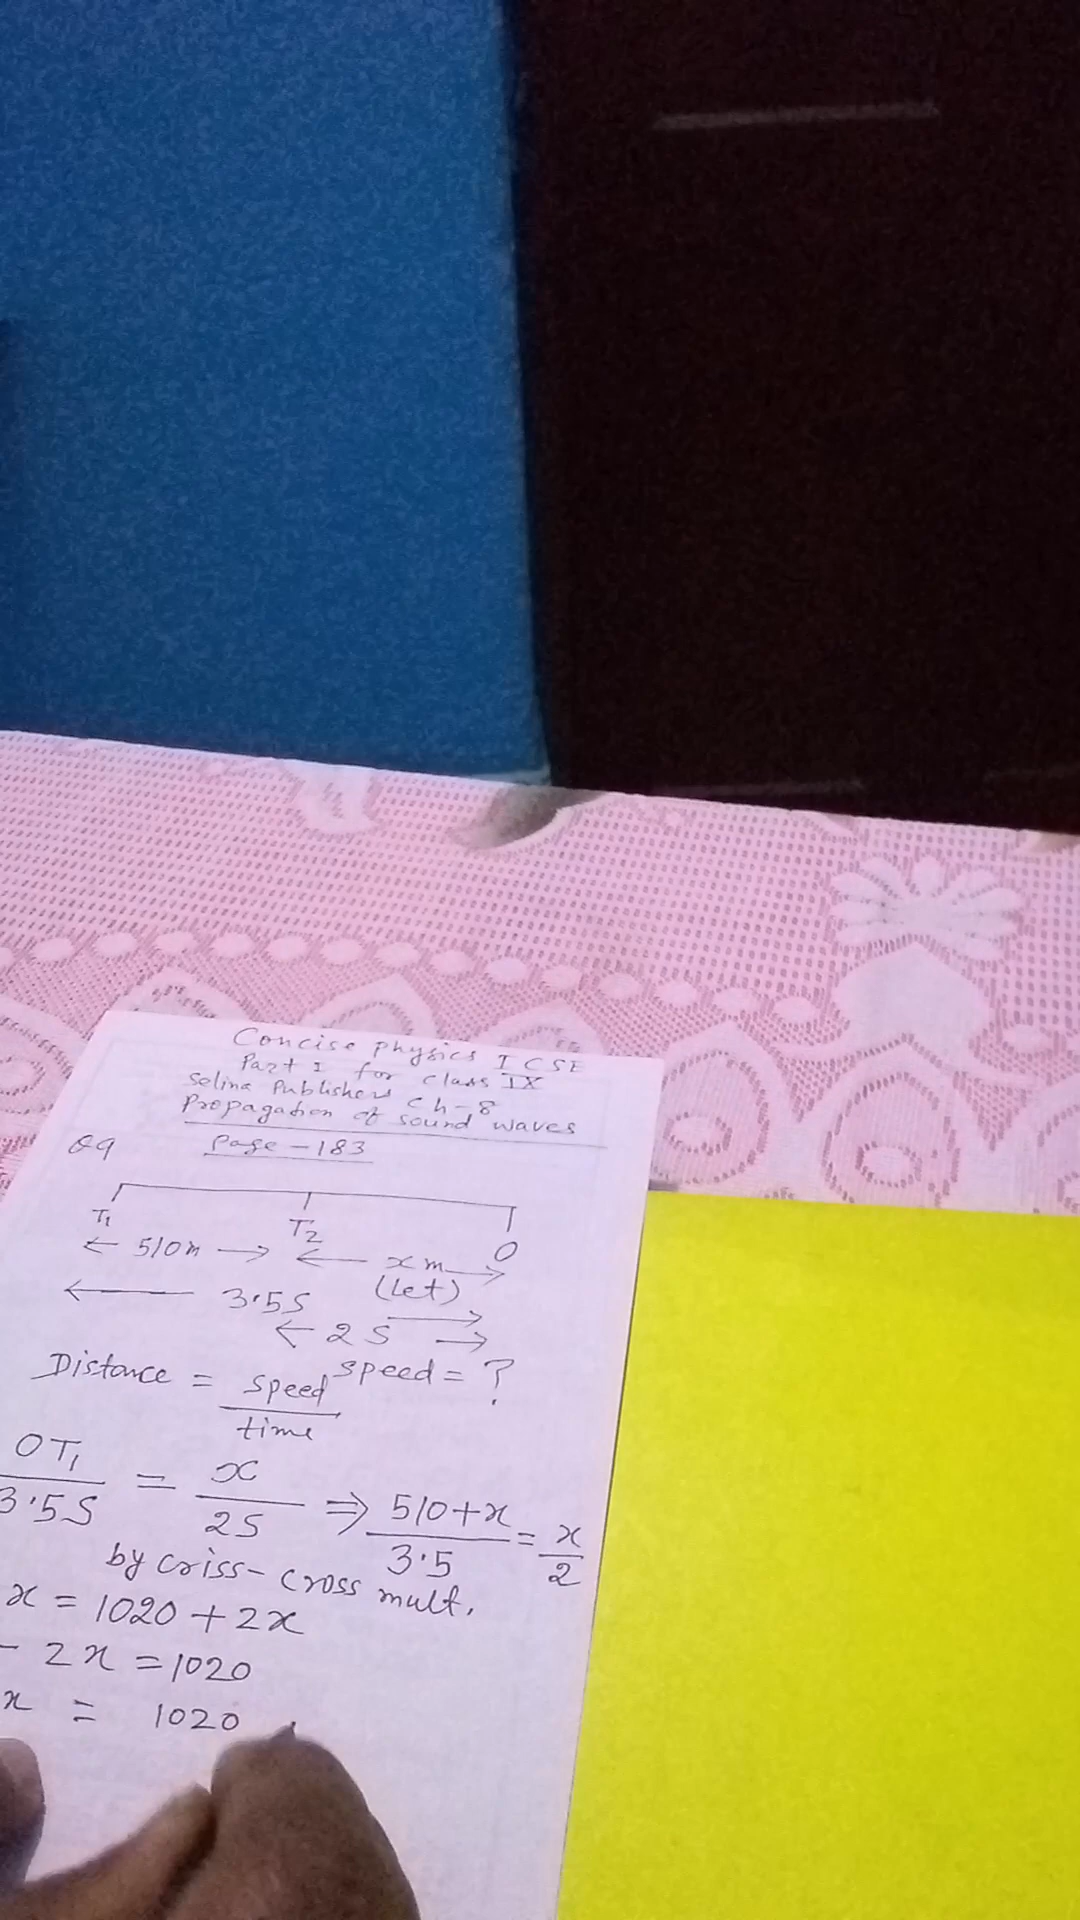 Concise physics ICSE
Part I for class IX
Selina Publishers Ch-8
Propagation of sound waves
Page - 183
Q9
T1 T2 O
← 510m → ← x m →
(Let)
← 3.5S →
← 2S →
Speed = ?
Distance = speed / time
OT1 / 3.5S = x / 2S ⇒ 510+x / 3.5 = x / 2
by criss-cross mult.
x = 1020 + 2x
- 2x = 1020
x = 1020